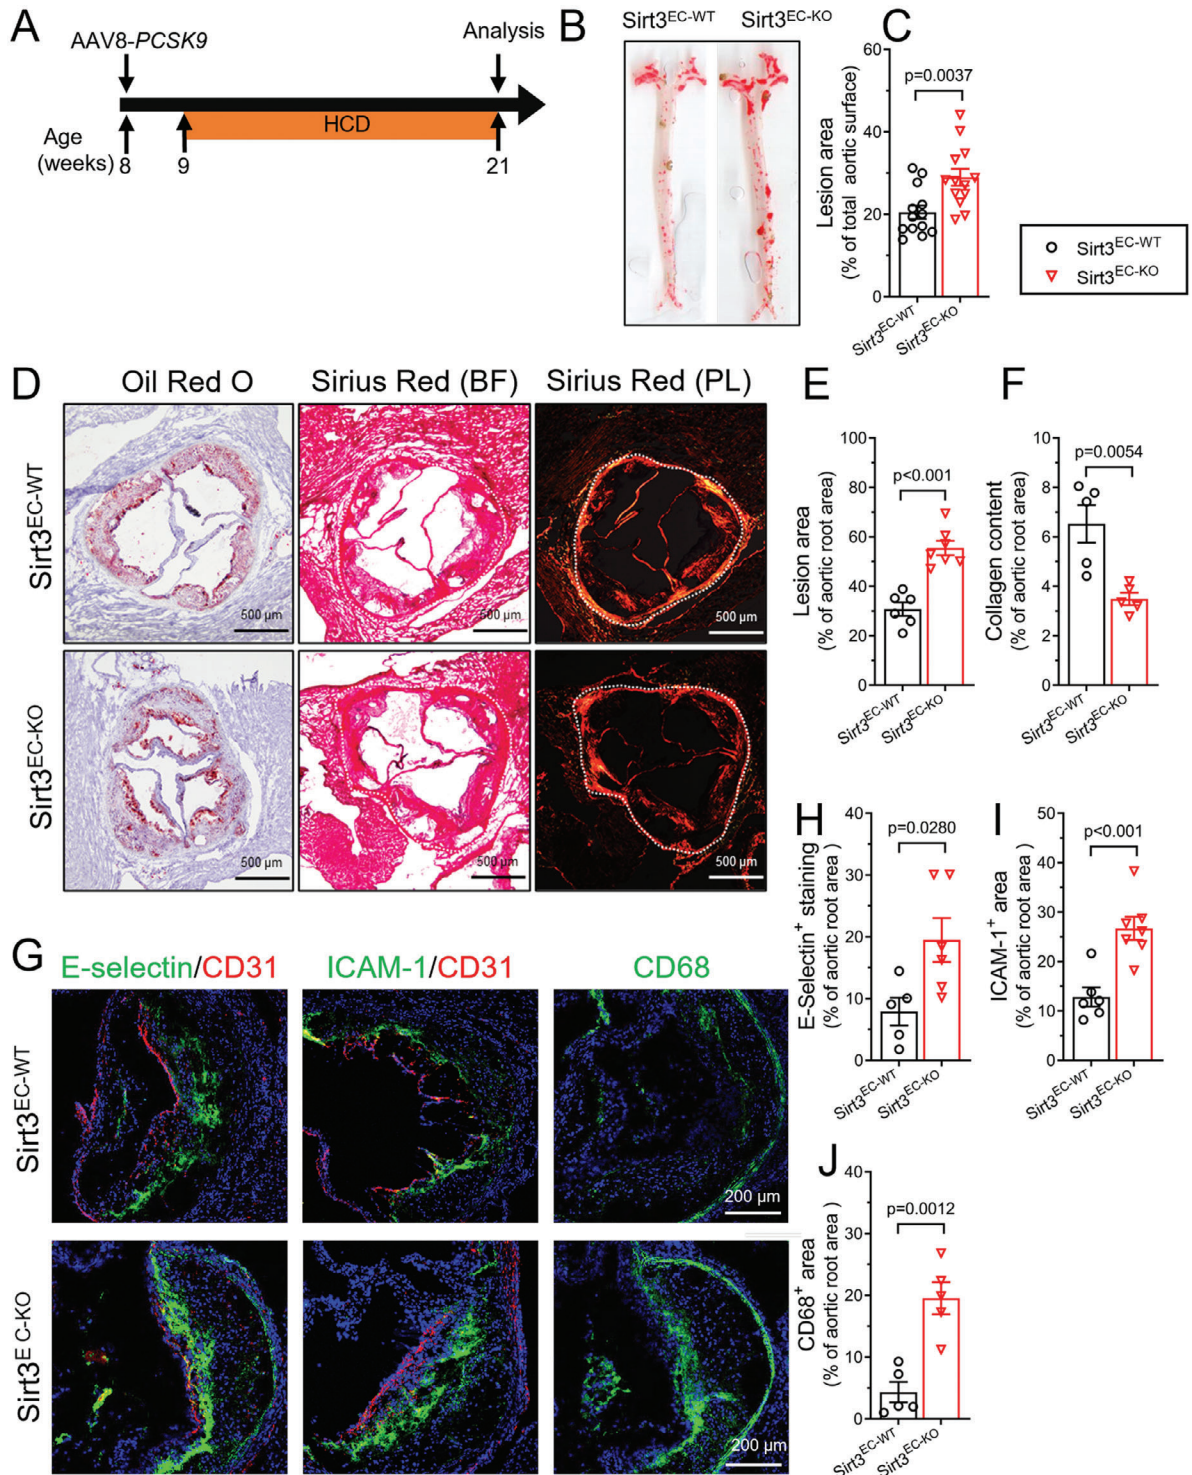 A
AAV8-PCSK9
Analysis
HCD
Age
(weeks)
8
9
21
B
Sirt3EC-WT
Sirt3EC-KO
C
Lesion area
(% of total aortic surface)
60
40
20
0
p=0.0037
Sirt3EC-WT
Sirt3EC-KO
Sirt3EC-WT
Sirt3EC-KO
D
Oil Red O
Sirius Red (BF)
Sirius Red (PL)
Sirt3EC-WT
500 µm
500 µm
500 µm
Sirt3EC-KO
500 µm
500 µm
500 µm
E
Lesion area
(% of aortic root area)
100
80
60
40
20
0
p<0.001
Sirt3EC-WT
Sirt3EC-KO
F
Collagen content
(% of aortic root area)
10
8
6
4
2
0
p=0.0054
Sirt3EC-WT
Sirt3EC-KO
G
E-selectin/CD31
ICAM-1/CD31
CD68
Sirt3EC-WT
200 µm
Sirt3E C-KO
200 µm
H
E-Selectin+ staining
(% of aortic root area )
40
30
20
10
0
p=0.0280
Sirt3EC-WT
Sirt3EC-KO
I
ICAM-1+ area
(% of aortic root area )
50
40
30
20
10
0
p<0.001
Sirt3EC-WT
Sirt3EC-KO
J
CD68+ area
(% of aortic root area )
40
30
20
10
0
p=0.0012
Sirt3EC-WT
Sirt3EC-KO